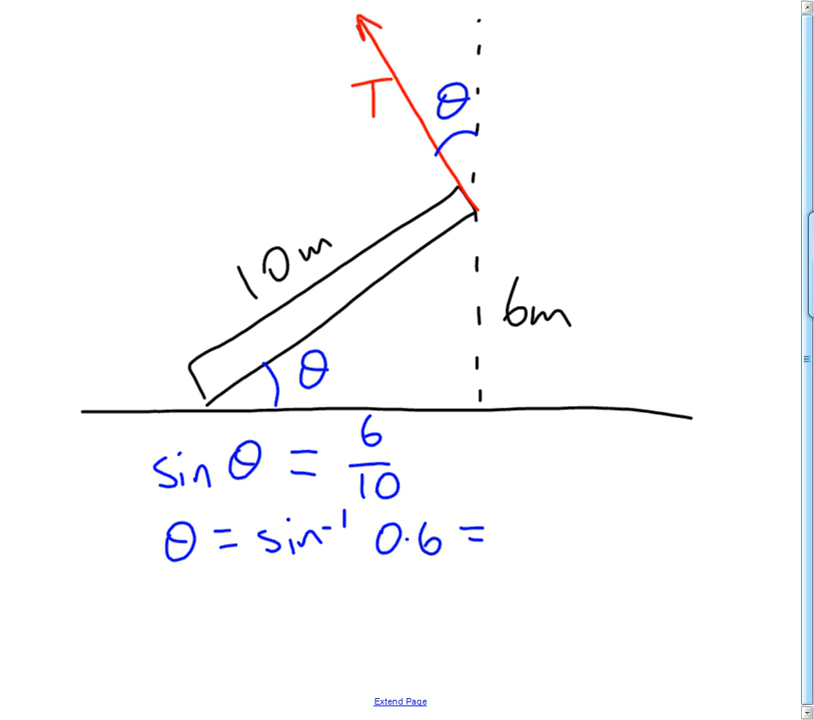 T
θ
10m
6m
θ
sin θ = 6/10
θ = sin⁻¹ 0.6 =
Extend Page